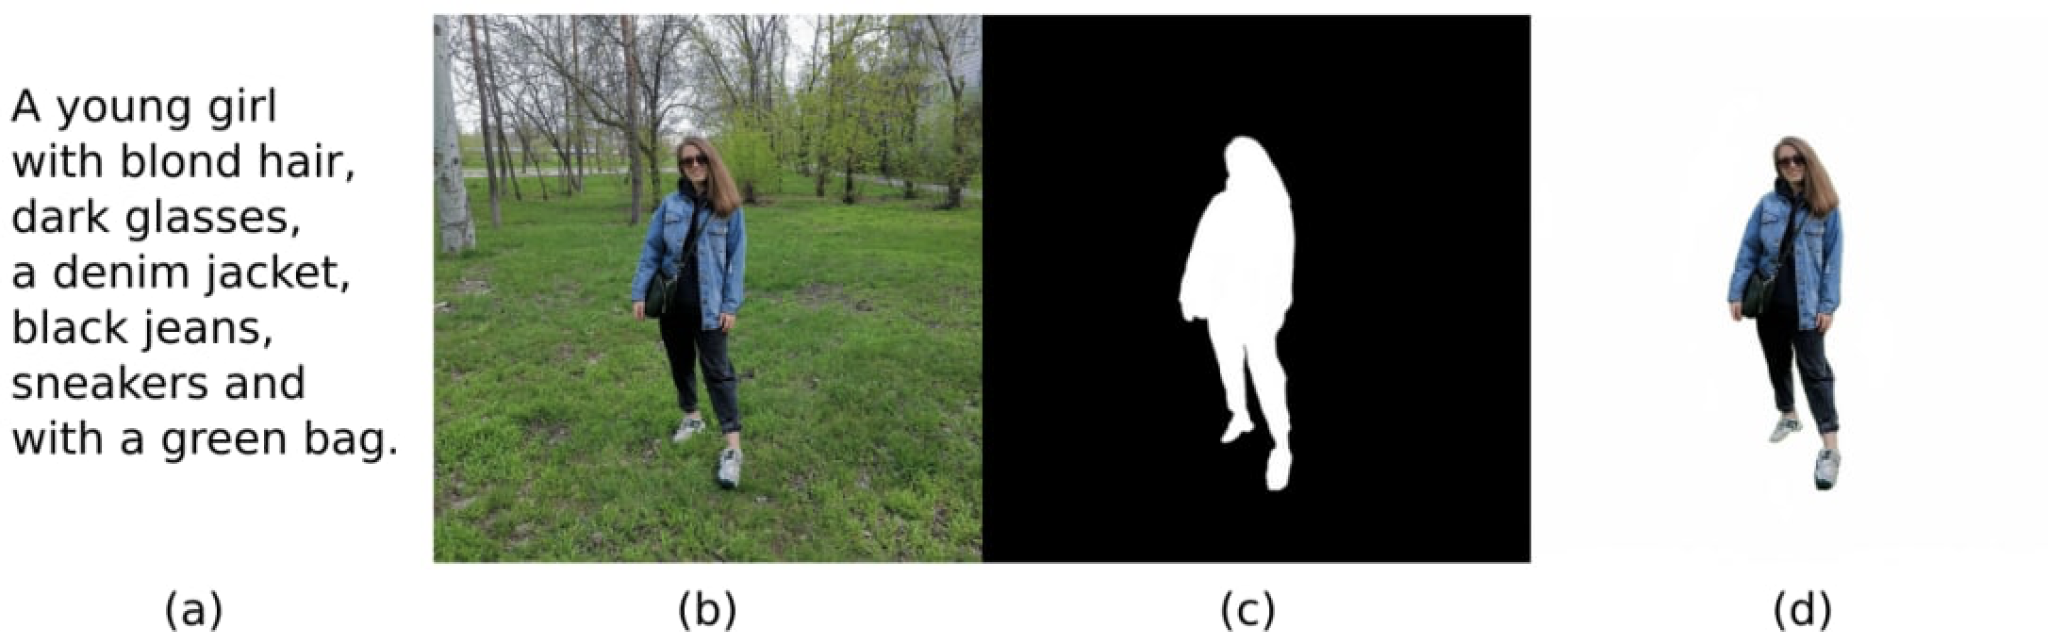 A young girl
with blond hair,
dark glasses,
a denim jacket,
black jeans,
sneakers and
with a green bag.
(a)
(b)
(c)
(d)